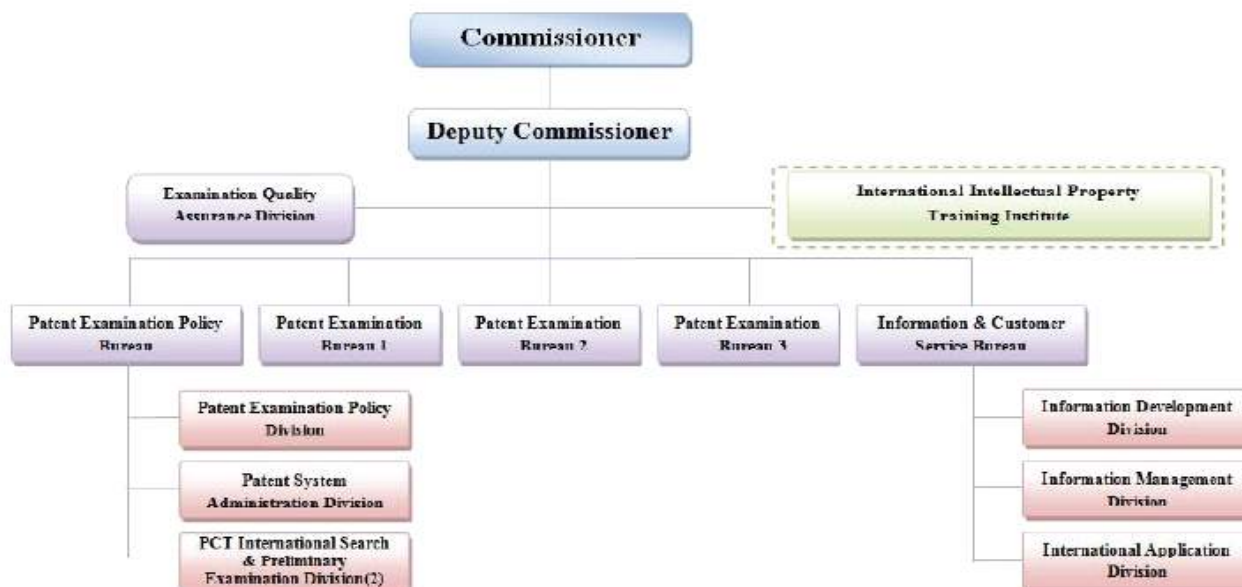 Commissioner
Deputy Commissioner
Examination Quality
Assurance Division
International Intellectual Property
Training Institute
Patent Examination Policy
Bureau
Patent Examination
Bureau 1
Patent Examination
Bureau 2
Patent Examination
Bureau 3
Information & Customer
Service Bureau
Patent Examination Policy
Division
Patent System
Administration Division
PCT International Search
& Preliminary
Examination Division(2)
Information Development
Division
Information Management
Division
International Application
Division